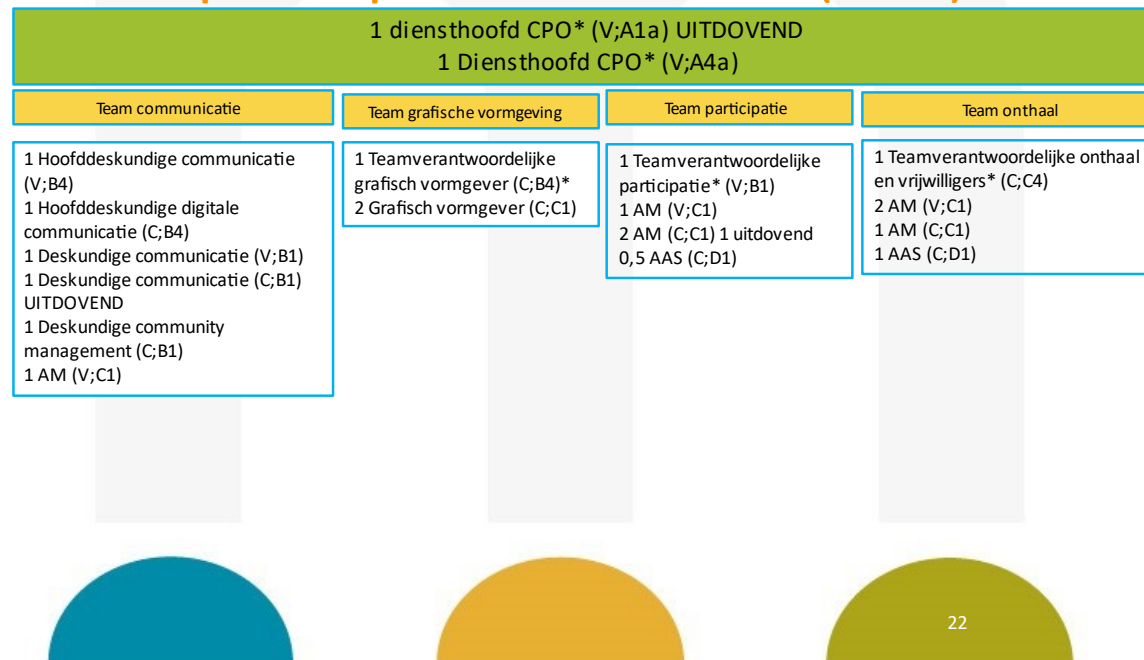 1 diensthoofd CPO* (V;A1a) UITDOVEND
1 Diensthoofd CPO* (V;A4a)
Team communicatie
1 Hoofddeskundige communicatie
(V;B4)
1 Hoofddeskundige digitale
communicatie (C;B4)
1 Deskundige communicatie (V;B1)
1 Deskundige communicatie (C;B1)
UITDOVEND
1 Deskundige community
management (C;B1)
1 AM (V;C1)
Team grafische vormgeving
1 Teamverantwoordelijke
grafisch vormgever (C;B4)*
2 Grafisch vormgever (C;C1)
Team participatie
1 Teamverantwoordelijke
participatie* (V;B1)
1 AM (V;C1)
2 AM (C;C1) 1 uitdovend
0,5 AAS (C;D1)
Team onthaal
1 Teamverantwoordelijke onthaal
en vrijwilligers* (C;C4)
2 AM (V;C1)
1 AM (C;C1)
1 AAS (C;D1)
22